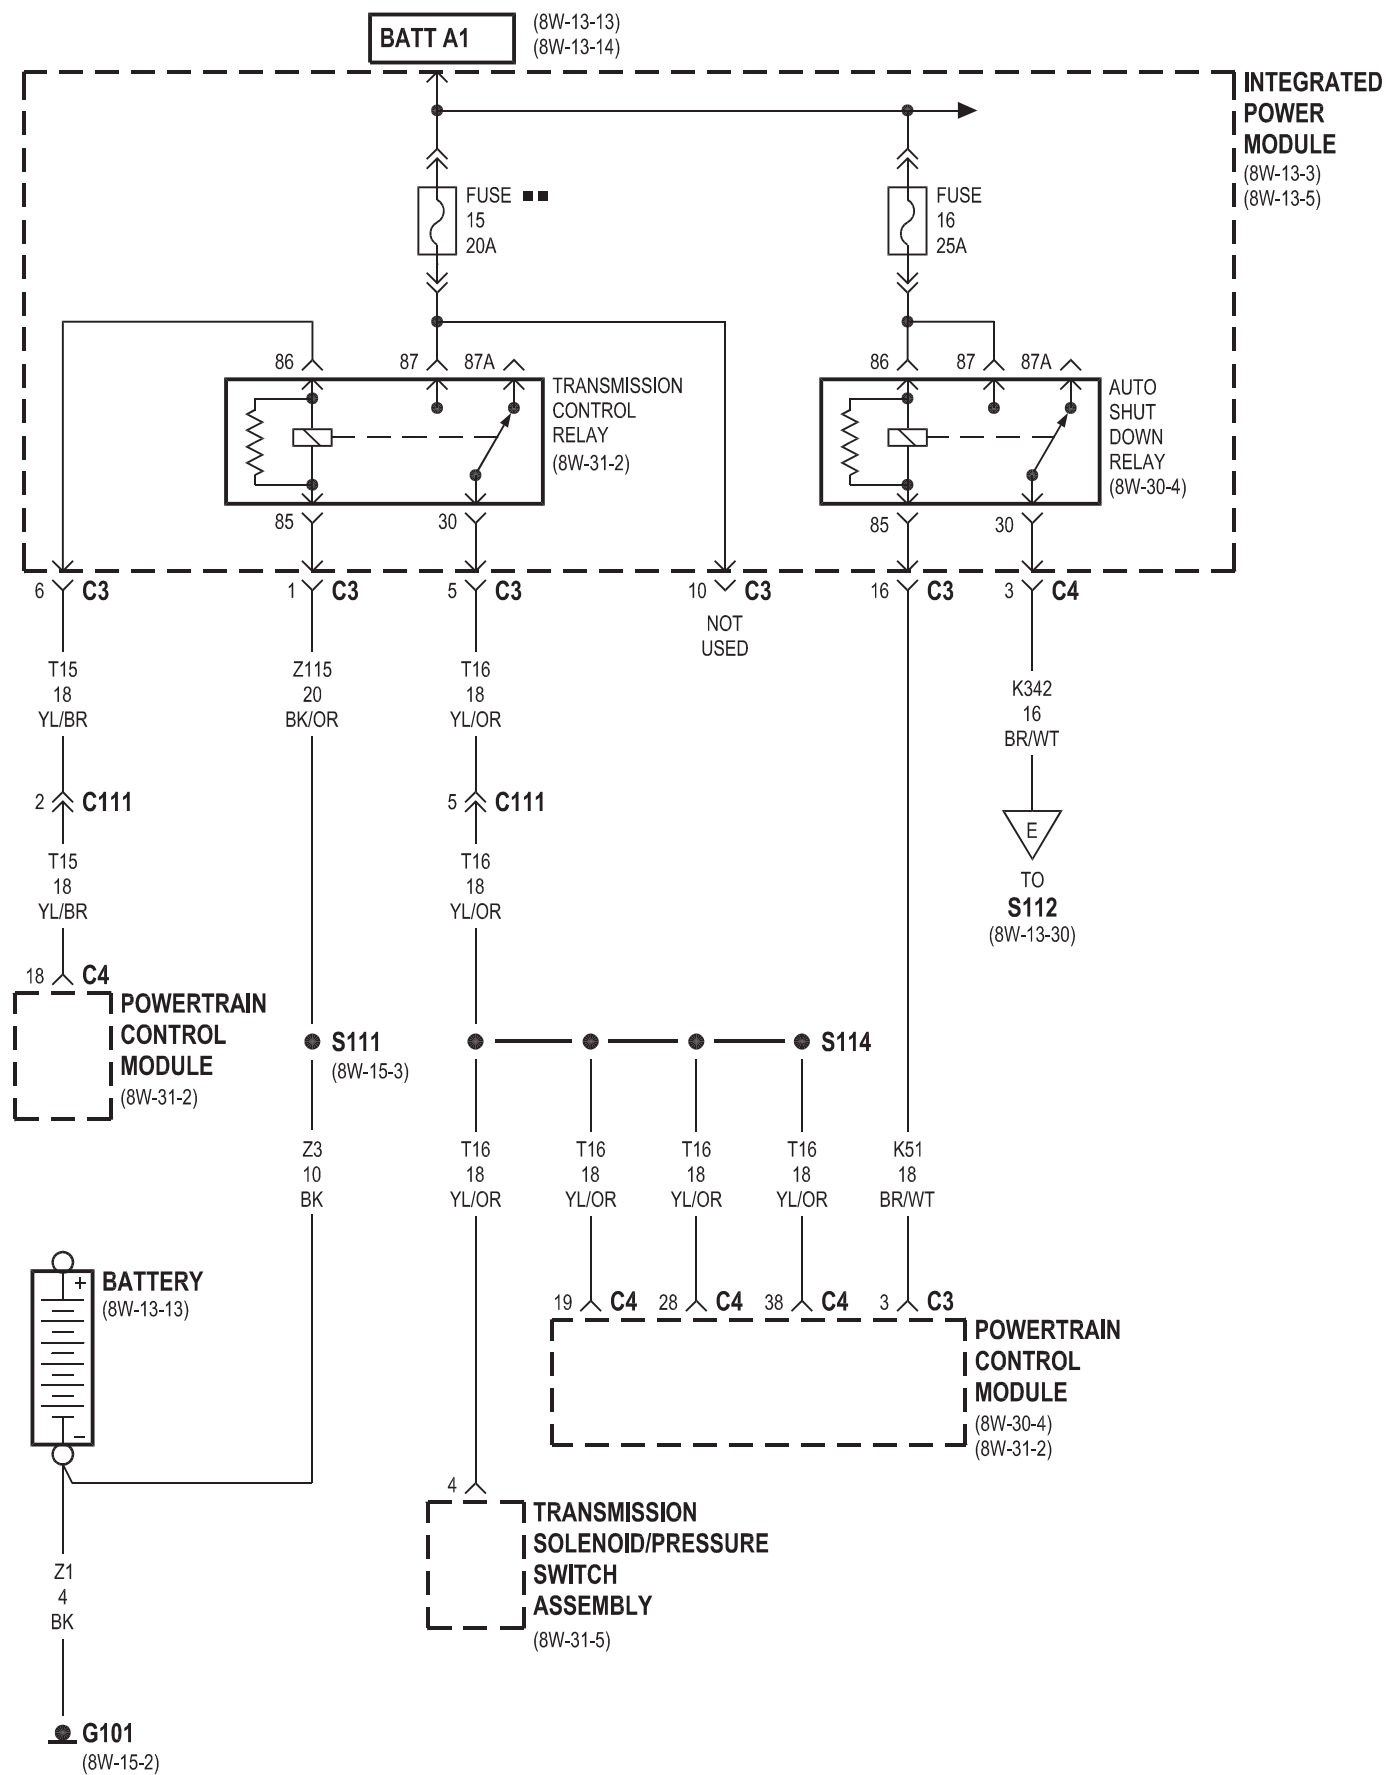 BATT A1
(8W-13-13)
(8W-13-14)
INTEGRATED
POWER
MODULE
(8W-13-3)
(8W-13-5)
FUSE
15
20A
FUSE
16
25A
86
87
87A
TRANSMISSION
CONTROL
RELAY
(8W-31-2)
85
30
86
87
87A
AUTO
SHUT
DOWN
RELAY
(8W-30-4)
85
30
6 C3
1 C3
5 C3
10 C3
NOT
USED
16 C3
3 C4
T15
18
YL/BR
Z115
20
BK/OR
T16
18
YL/OR
K342
16
BR/WT
2 C111
5 C111
E
TO
S112
(8W-13-30)
T15
18
YL/BR
T16
18
YL/OR
18 C4
POWERTRAIN
CONTROL
MODULE
(8W-31-2)
S111
(8W-15-3)
S114
Z3
10
BK
T16
18
YL/OR
T16
18
YL/OR
T16
18
YL/OR
T16
18
YL/OR
K51
18
BR/WT
+
BATTERY
(8W-13-13)
−
19 C4
28 C4
38 C4
3 C3
POWERTRAIN
CONTROL
MODULE
(8W-30-4)
(8W-31-2)
4
TRANSMISSION
SOLENOID/PRESSURE
SWITCH
ASSEMBLY
(8W-31-5)
Z1
4
BK
G101
(8W-15-2)